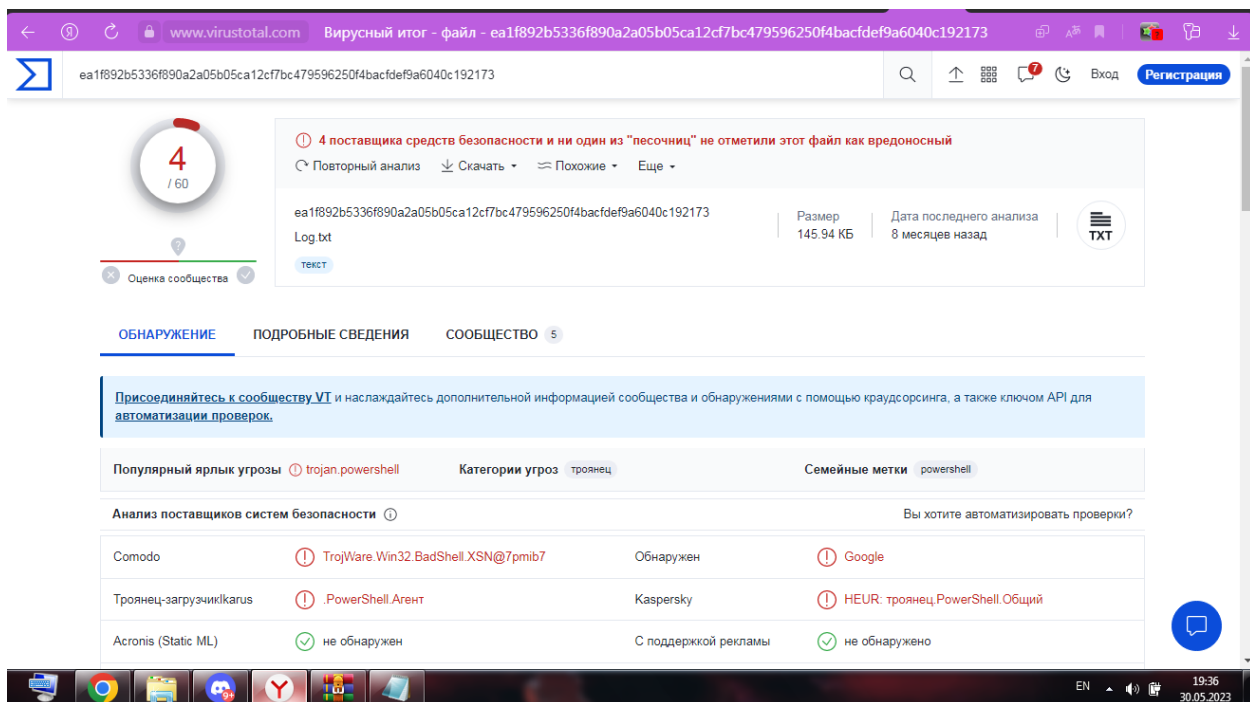 www.virustotal.com Вирусный итог - файл - ea1f892b5336f890a2a05b05ca12cf7bc479596250f4bacfdef9a6040c192173
ea1f892b5336f890a2a05b05ca12cf7bc479596250f4bacfdef9a6040c192173
7
Вход
Регистрация
4
/ 60
Оценка сообщества
4 поставщика средств безопасности и ни один из "песочниц" не отметили этот файл как вредоносный
Повторный анализ Скачать Похожие Еще
ea1f892b5336f890a2a05b05ca12cf7bc479596250f4bacfdef9a6040c192173
Log.txt
текст
Размер
145.94 КБ
Дата последнего анализа
8 месяцев назад
TXT
ОБНАРУЖЕНИЕ ПОДРОБНЫЕ СВЕДЕНИЯ СООБЩЕСТВО 5
Присоединяйтесь к сообществу VT и наслаждайтесь дополнительной информацией сообщества и обнаружениями с помощью краудсорсинга, а также ключом API для
автоматизации проверок.
Популярный ярлык угрозы trojan.powershell Категории угроз троянец Семейные метки powershell
Анализ поставщиков систем безопасности Вы хотите автоматизировать проверки?
Comodo TrojWare.Win32.BadShell.XSN@7pmib7 Обнаружен Google
Троянец-загрузчикIkarus .PowerShell.Агент Kaspersky HEUR: троянец.PowerShell.Общий
Acronis (Static ML) не обнаружен С поддержкой рекламы не обнаружено
9+
EN
19:36
30.05.2023